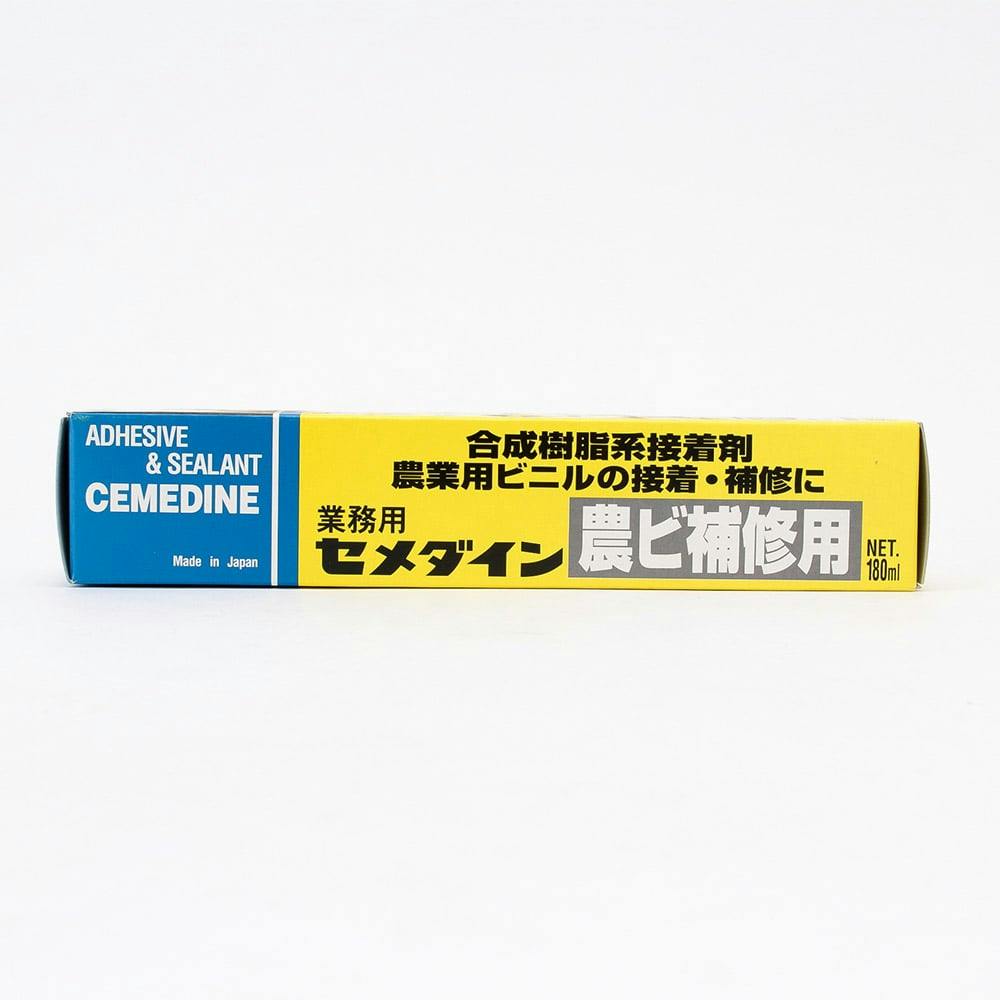 ADHESIVE
& SEALANT
CEMEDINE
Made in Japan
合成樹脂系接着剤
農業用ビニルの接着・補修に
業務用
セメダイン 農ビ補修用
NET.
180ml